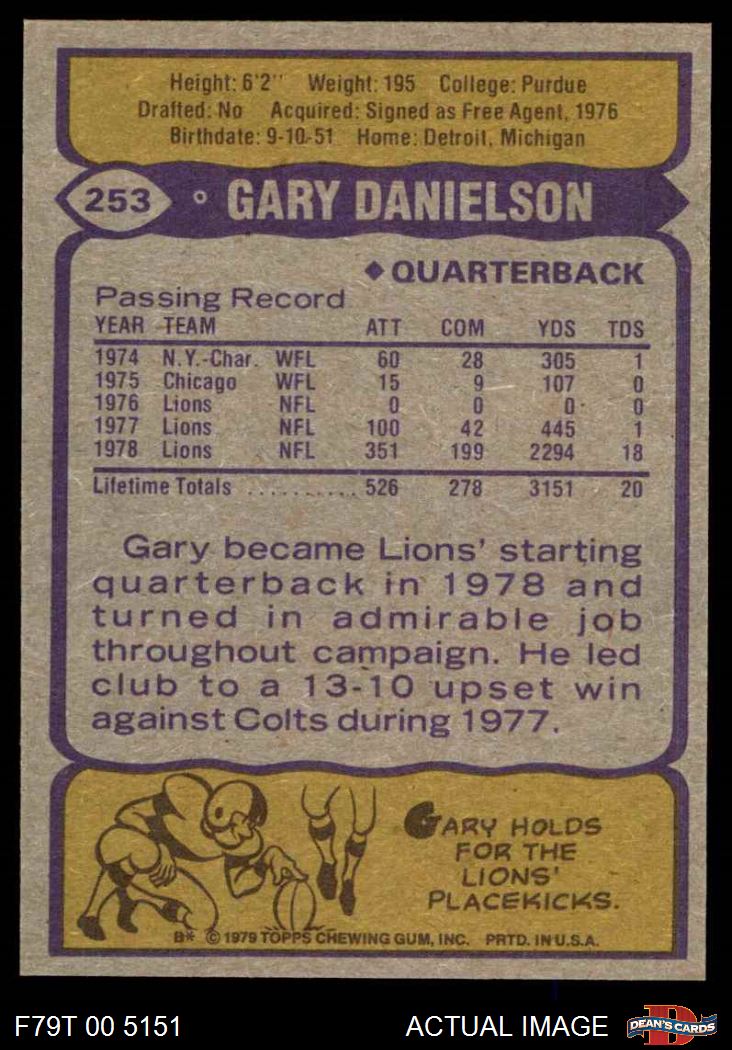 Height: 6'2" Weight: 195 College: Purdue
Drafted: No Acquired: Signed as Free Agent, 1976
Birthdate: 9-10-51 Home: Detroit, Michigan
253 GARY DANIELSON
◆ QUARTERBACK
Passing Record
YEAR TEAM ATT COM YDS TDS
1974 N.Y.-Char. WFL 60 28 305 1
1975 Chicago WFL 15 9 107 0
1976 Lions NFL 0 0 0 0
1977 Lions NFL 100 42 445 1
1978 Lions NFL 351 199 2294 18
Lifetime Totals .......... 526 278 3151 20
Gary became Lions' starting
quarterback in 1978 and
turned in admirable job
throughout campaign. He led
club to a 13-10 upset win
against Colts during 1977.
GARY HOLDS
FOR THE
LIONS'
PLACEKICKS.
B* © 1979 TOPPS CHEWING GUM, INC. PRTD. IN U.S.A.
F79T 00 5151 ACTUAL IMAGE D DEAN'S CARDS